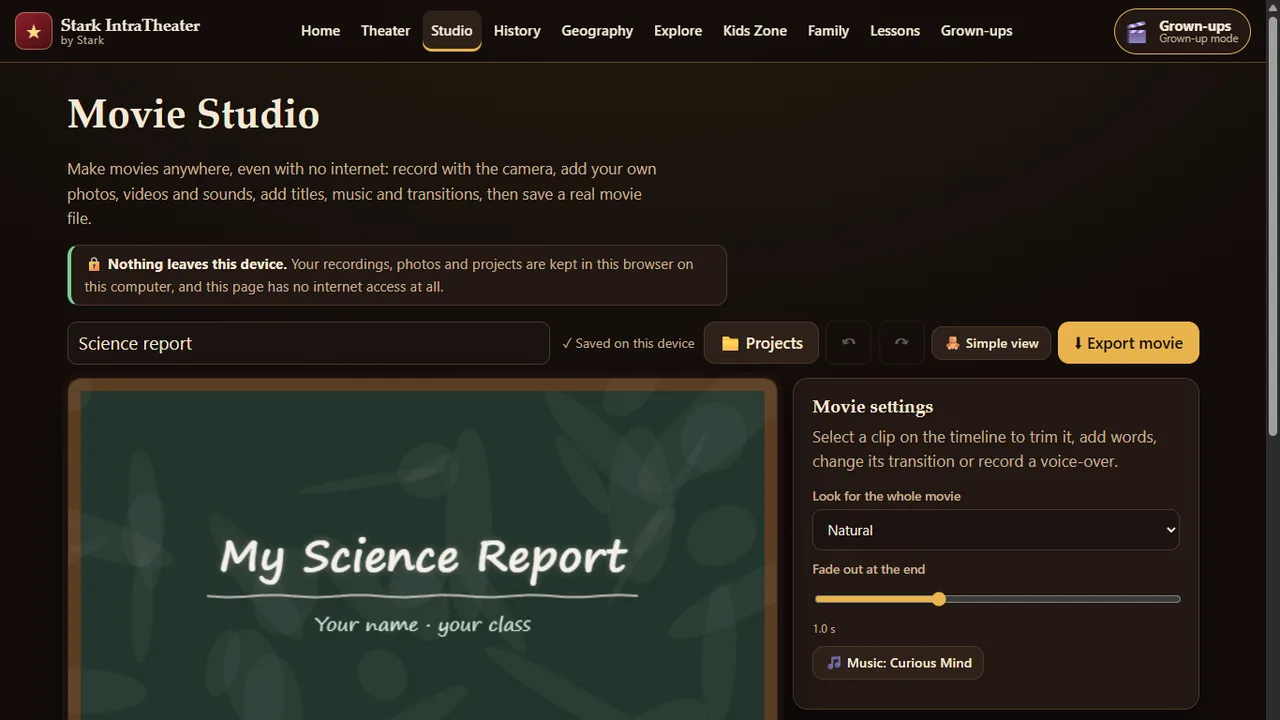 Stark IntraTheater
by Stark
Home Theater Studio History Geography Explore Kids Zone Family Lessons Grown-ups
Grown-ups
Grown-up mode
Movie Studio
Make movies anywhere, even with no internet: record with the camera, add your own
photos, videos and sounds, add titles, music and transitions, then save a real movie
file.
Nothing leaves this device. Your recordings, photos and projects are kept in this browser on
this computer, and this page has no internet access at all.
Science report
✓ Saved on this device
Projects
Simple view
⬇ Export movie
My Science Report
Your name · your class
Movie settings
Select a clip on the timeline to trim it, add words,
change its transition or record a voice-over.
Look for the whole movie
Natural
Fade out at the end
1.0 s
Music: Curious Mind